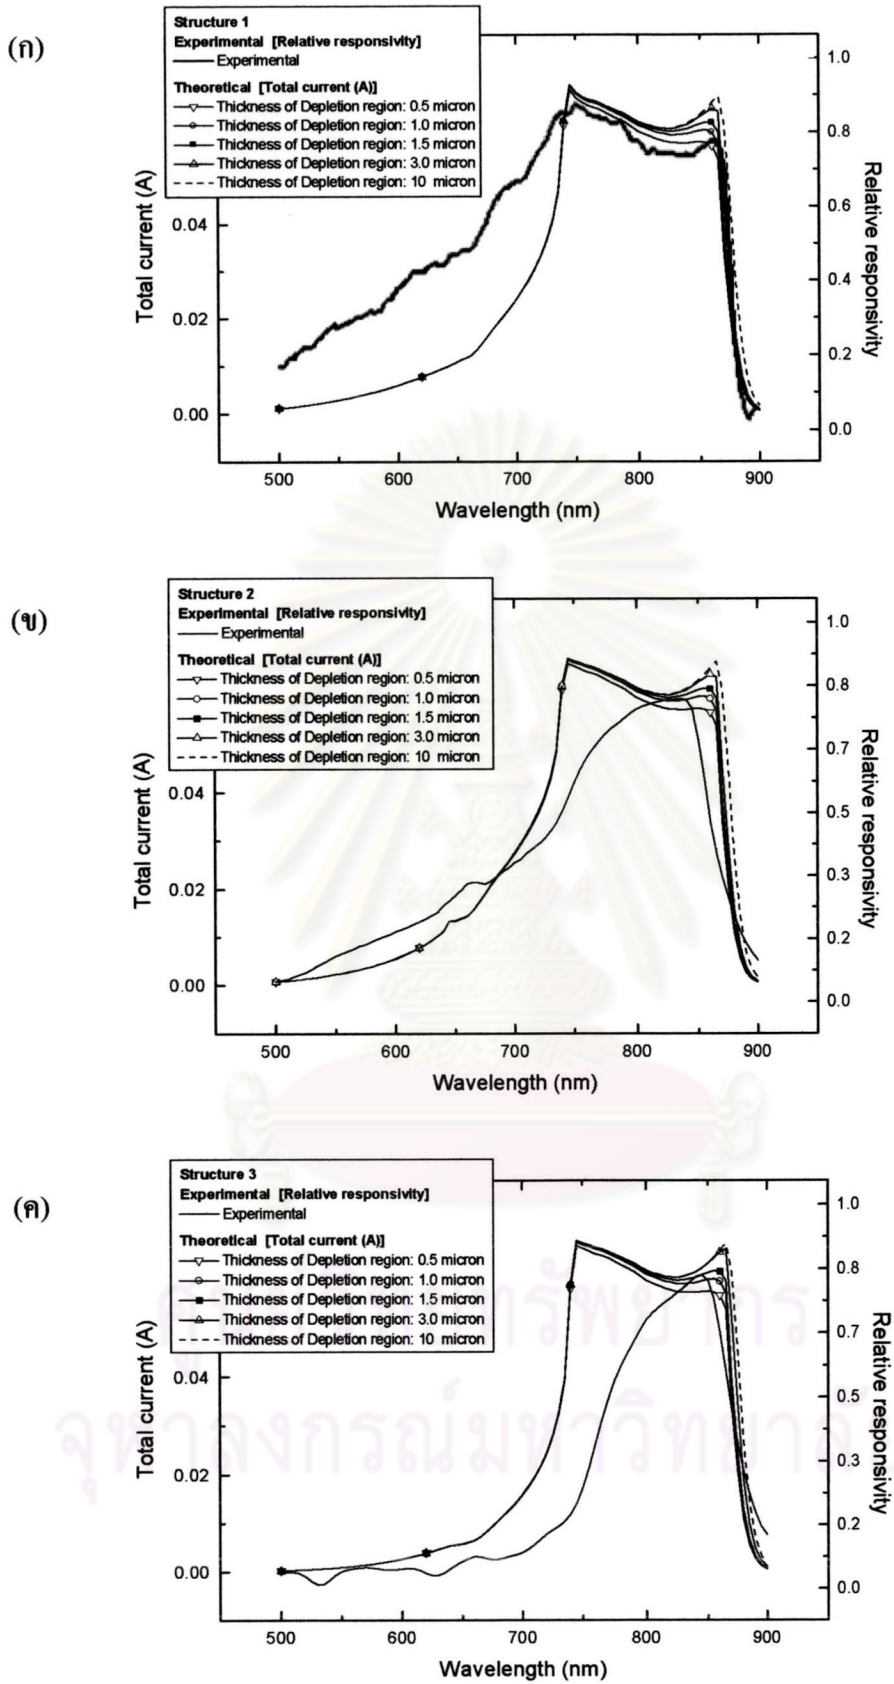 (ก)
Structure 1
Experimental [Relative responsivity]
Experimental
Theoretical [Total current (A)]
Thickness of Depletion region: 0.5 micron
Thickness of Depletion region: 1.0 micron
Thickness of Depletion region: 1.5 micron
Thickness of Depletion region: 3.0 micron
Thickness of Depletion region: 10 micron
Total current (A)
0.04
0.02
0.00
1.0
0.8
0.6
0.4
0.2
0.0
Relative responsivity
500 600 700 800 900
Wavelength (nm)
(ข)
Structure 2
Experimental [Relative responsivity]
Experimental
Theoretical [Total current (A)]
Thickness of Depletion region: 0.5 micron
Thickness of Depletion region: 1.0 micron
Thickness of Depletion region: 1.5 micron
Thickness of Depletion region: 3.0 micron
Thickness of Depletion region: 10 micron
Total current (A)
0.04
0.02
0.00
1.0
0.8
0.7
0.5
0.3
0.2
0.0
Relative responsivity
500 600 700 800 900
Wavelength (nm)
(ค)
Structure 3
Experimental [Relative responsivity]
Experimental
Theoretical [Total current (A)]
Thickness of Depletion region: 0.5 micron
Thickness of Depletion region: 1.0 micron
Thickness of Depletion region: 1.5 micron
Thickness of Depletion region: 3.0 micron
Thickness of Depletion region: 10 micron
Total current (A)
0.04
0.02
0.00
1.0
0.8
0.7
0.5
0.3
0.2
0.0
Relative responsivity
500 600 700 800 900
Wavelength (nm)